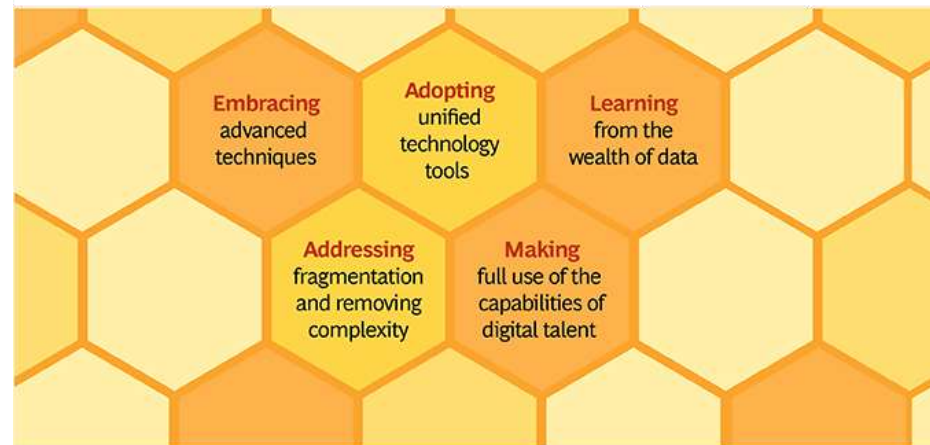 Embracing
advanced
techniques
Adopting
unified
technology
tools
Learning
from the
wealth of data
Addressing
fragmentation
and removing
complexity
Making
full use of the
capabilities of
digital talent